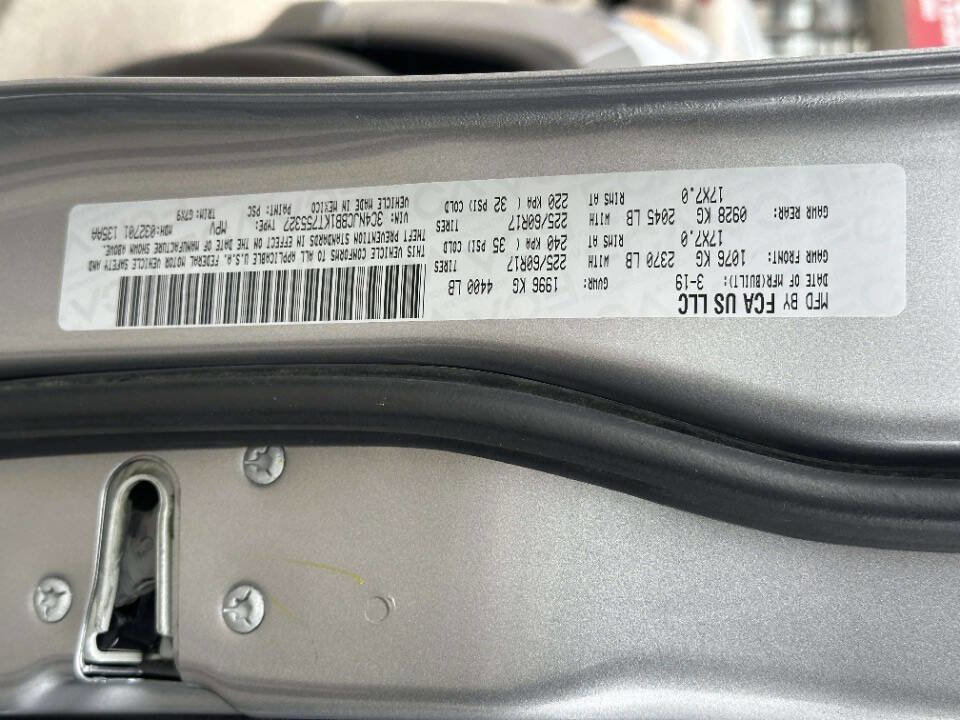 MFD BY FCA US LLC
DATE OF MFR(BUILT): 3-19 GVWR: 1996 KG 4400 LB
GAWR FRONT: 1076 KG 2370 LB WITH 225/60R17 TIRES
17X7.0 RIMS AT 240 KPA( 35 PSI) COLD
GAWR REAR: 0928 KG 2045 LB WITH 225/60R17 TIRES
17X7.0 RIMS AT 220 KPA( 32 PSI) COLD
THIS VEHICLE CONFORMS TO ALL APPLICABLE U.S.A. FEDERAL MOTOR VEHICLE SAFETY AND
THEFT PREVENTION STANDARDS IN EFFECT ON THE DATE OF MANUFACTURE SHOWN ABOVE.
VIN: 3C4NJCBB1KT755327 TYPE: MPV MDH:032701 135AA
VEHICLE MADE IN MEXICO PAINT: PSC TRIM:G7X9